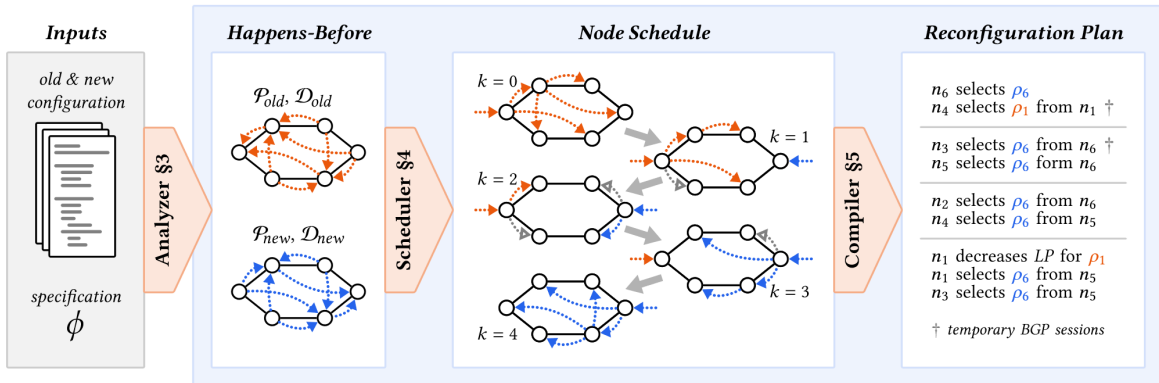 Inputs
old & new
configuration
specification
ϕ
Analyzer §3
Happens-Before
𝒫old, 𝒟old
𝒫new, 𝒟new
Scheduler §4
Node Schedule
k = 0
k = 1
k = 2
k = 3
k = 4
Compiler §5
Reconfiguration Plan
n6 selects ρ6
n4 selects ρ1 from n1 †
n3 selects ρ6 from n6 †
n5 selects ρ6 form n6
n2 selects ρ6 from n6
n4 selects ρ6 from n5
n1 decreases LP for ρ1
n1 selects ρ6 from n5
n3 selects ρ6 from n5
† temporary BGP sessions